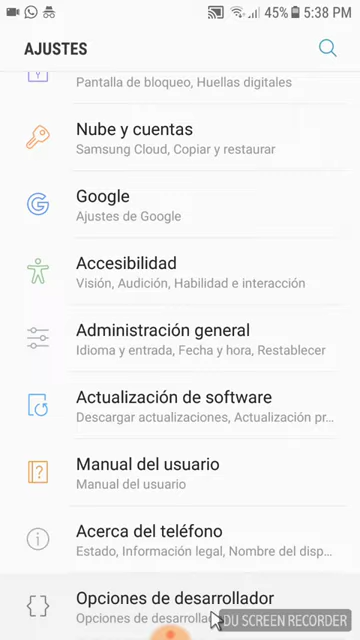 45% 5:38 PM
AJUSTES
Pantalla de bloqueo, Huellas digitales
Nube y cuentas
Samsung Cloud, Copiar y restaurar
Google
Ajustes de Google
Accesibilidad
Visión, Audición, Habilidad e interacción
Administración general
Idioma y entrada, Fecha y hora, Restablecer
Actualización de software
Descargar actualizaciones, Actualización pr...
Manual del usuario
Manual del usuario
Acerca del teléfono
Estado, Información legal, Nombre del disp...
Opciones de desarrollador
Opciones de desarrolla
DU SCREEN RECORDER